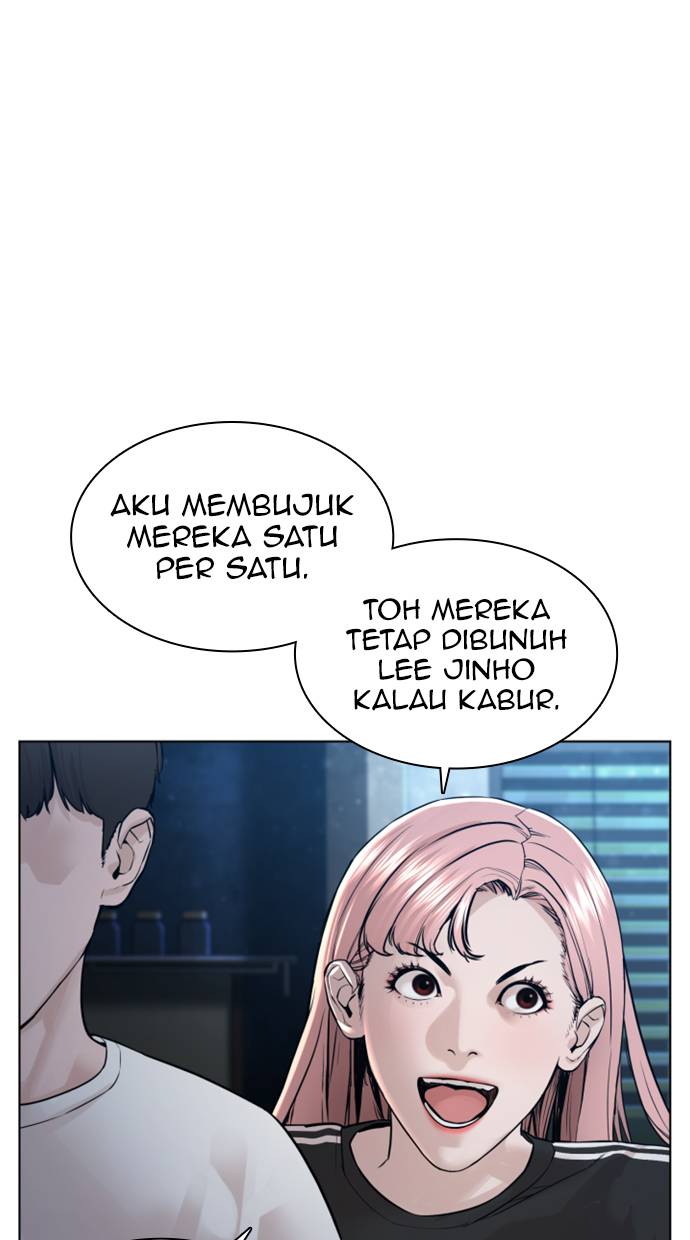 AKU MEMBUJUK
MEREKA SATU
PER SATU.
TOH MEREKA
TETAP DIBUNUH
LEE JINHO
KALAU KABUR.